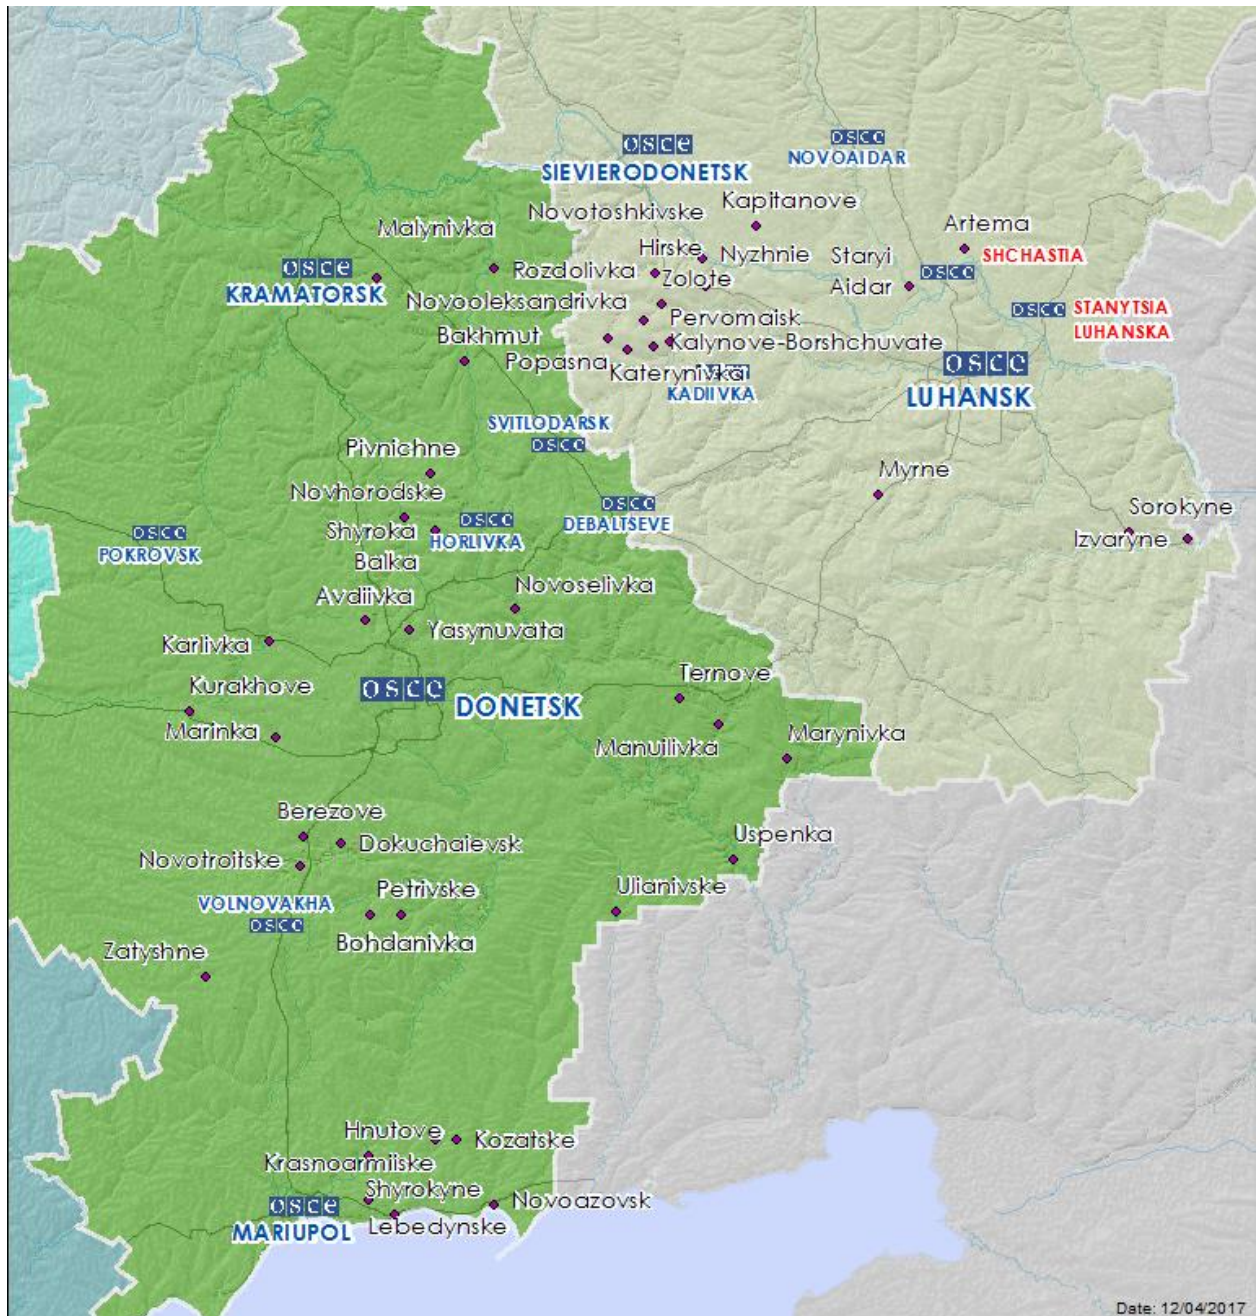 OSCE
SIEVIERODONETSK
OSCE
NOVOAIDAR
Novotoshkivske
Kapitanove
Malynivka
Hirske
Nyzhnie
Staryi
Aidar
Artema
SHCHASTIA
OSCE
OSCE
KRAMATORSK
Rozdolivka
Zolote
Novooleksandrivka
Pervomaisk
OSCE
STANYTSIA
LUHANSKA
Bakhmut
Popasna
Kalynove-Borshchuvate
Katerynivka
KADIIVKA
OSCE
LUHANSK
SVITLODARSK
OSCE
Pivnichne
Novhorodske
Myrne
OSCE
DEBALTSEVE
Sorokyne
Izvaryne
OSCE
POKROVSK
Shyroka
Balka
OSCE
HORLIVKA
Avdiivka
Novoselivka
Yasynuvata
Karlivka
Kurakhove
OSCE
DONETSK
Ternove
Marinka
Manuilivka
Marynivka
Berezove
Dokuchaievsk
Novotroitske
Uspenka
VOLNOVAKHA
OSCE
Petrivske
Ulianivske
Bohdanivka
Zatyshne
Hnutove
Kozatske
Krasnoarmiiske
Shyrokyne
OSCE
MARIUPOL
Lebedynske
Novoazovsk
Date: 12/04/2017